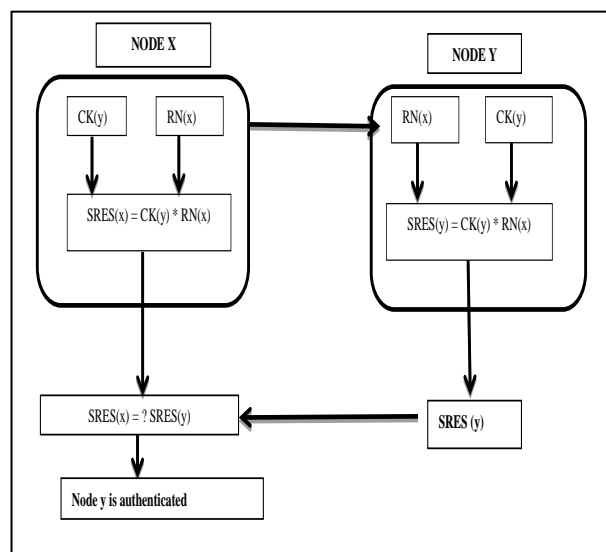 NODE X
NODE Y
CK(y)
RN(x)
RN(x)
CK(y)
SRES(x) = CK(y) * RN(x)
SRES(y) = CK(y) * RN(x)
SRES(x) = ? SRES(y)
SRES (y)
Node y is authenticated